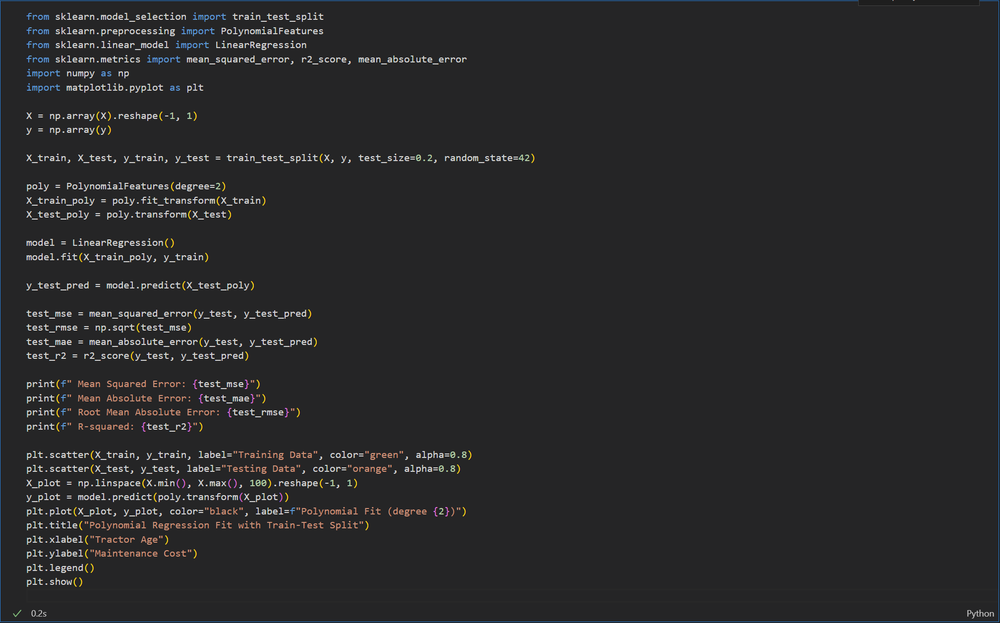 from sklearn.model_selection import train_test_split
from sklearn.preprocessing import PolynomialFeatures
from sklearn.linear_model import LinearRegression
from sklearn.metrics import mean_squared_error, r2_score, mean_absolute_error
import numpy as np
import matplotlib.pyplot as plt

X = np.array(X).reshape(-1, 1)
y = np.array(y)

X_train, X_test, y_train, y_test = train_test_split(X, y, test_size=0.2, random_state=42)

poly = PolynomialFeatures(degree=2)
X_train_poly = poly.fit_transform(X_train)
X_test_poly = poly.transform(X_test)

model = LinearRegression()
model.fit(X_train_poly, y_train)

y_test_pred = model.predict(X_test_poly)

test_mse = mean_squared_error(y_test, y_test_pred)
test_rmse = np.sqrt(test_mse)
test_mae = mean_absolute_error(y_test, y_test_pred)
test_r2 = r2_score(y_test, y_test_pred)

print(f" Mean Squared Error: {test_mse}")
print(f" Mean Absolute Error: {test_mae}")
print(f" Root Mean Absolute Error: {test_rmse}")
print(f" R-squared: {test_r2}")

plt.scatter(X_train, y_train, label="Training Data", color="green", alpha=0.8)
plt.scatter(X_test, y_test, label="Testing Data", color="orange", alpha=0.8)
X_plot = np.linspace(X.min(), X.max(), 100).reshape(-1, 1)
y_plot = model.predict(poly.transform(X_plot))
plt.plot(X_plot, y_plot, color="black", label=f"Polynomial Fit (degree {2})")
plt.title("Polynomial Regression Fit with Train-Test Split")
plt.xlabel("Tractor Age")
plt.ylabel("Maintenance Cost")
plt.legend()
plt.show()
0.2s
Python